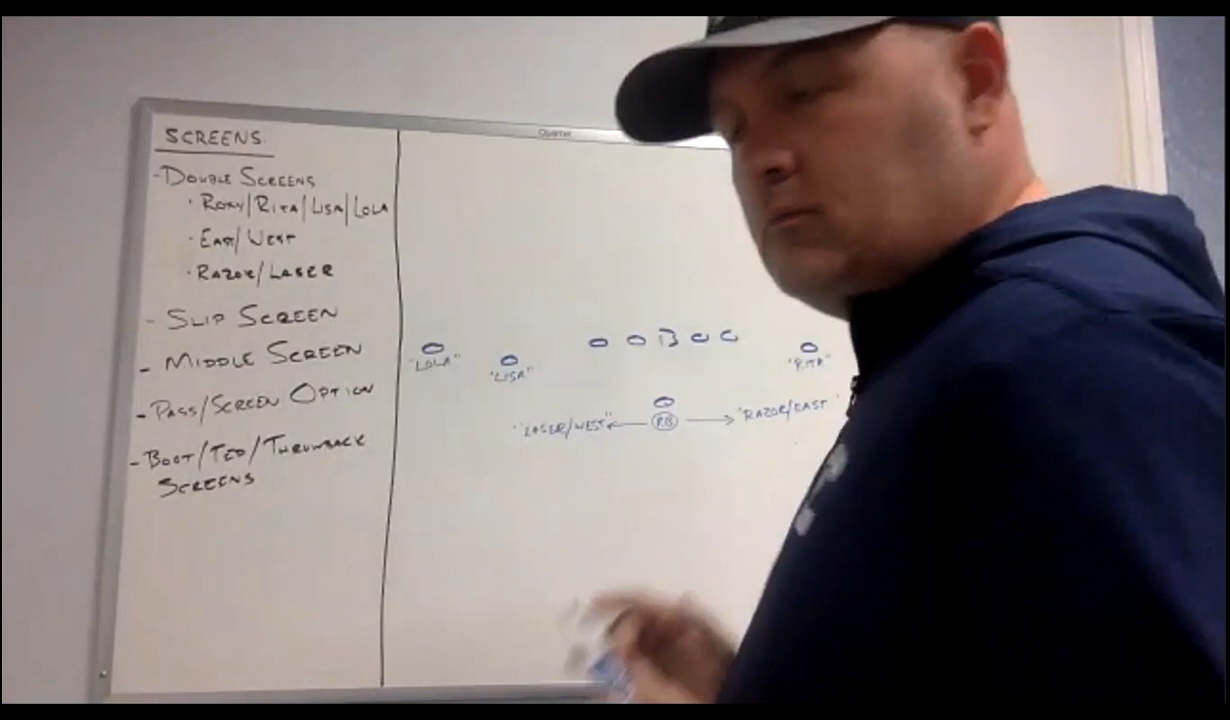 SCREENS:
- DOUBLE SCREENS
· ROXY/RITA/LISA/LOLA
· EAST/WEST
· RAZOR/LASER
- SLIP SCREEN
- MIDDLE SCREEN
- PASS/SCREEN OPTION
- BOOT/TED/THROWBACK
SCREENS
Quartet
"LOLA"
"LISA"
"RITA"
"LASER/WEST"
RB
"RAZOR/EAST"